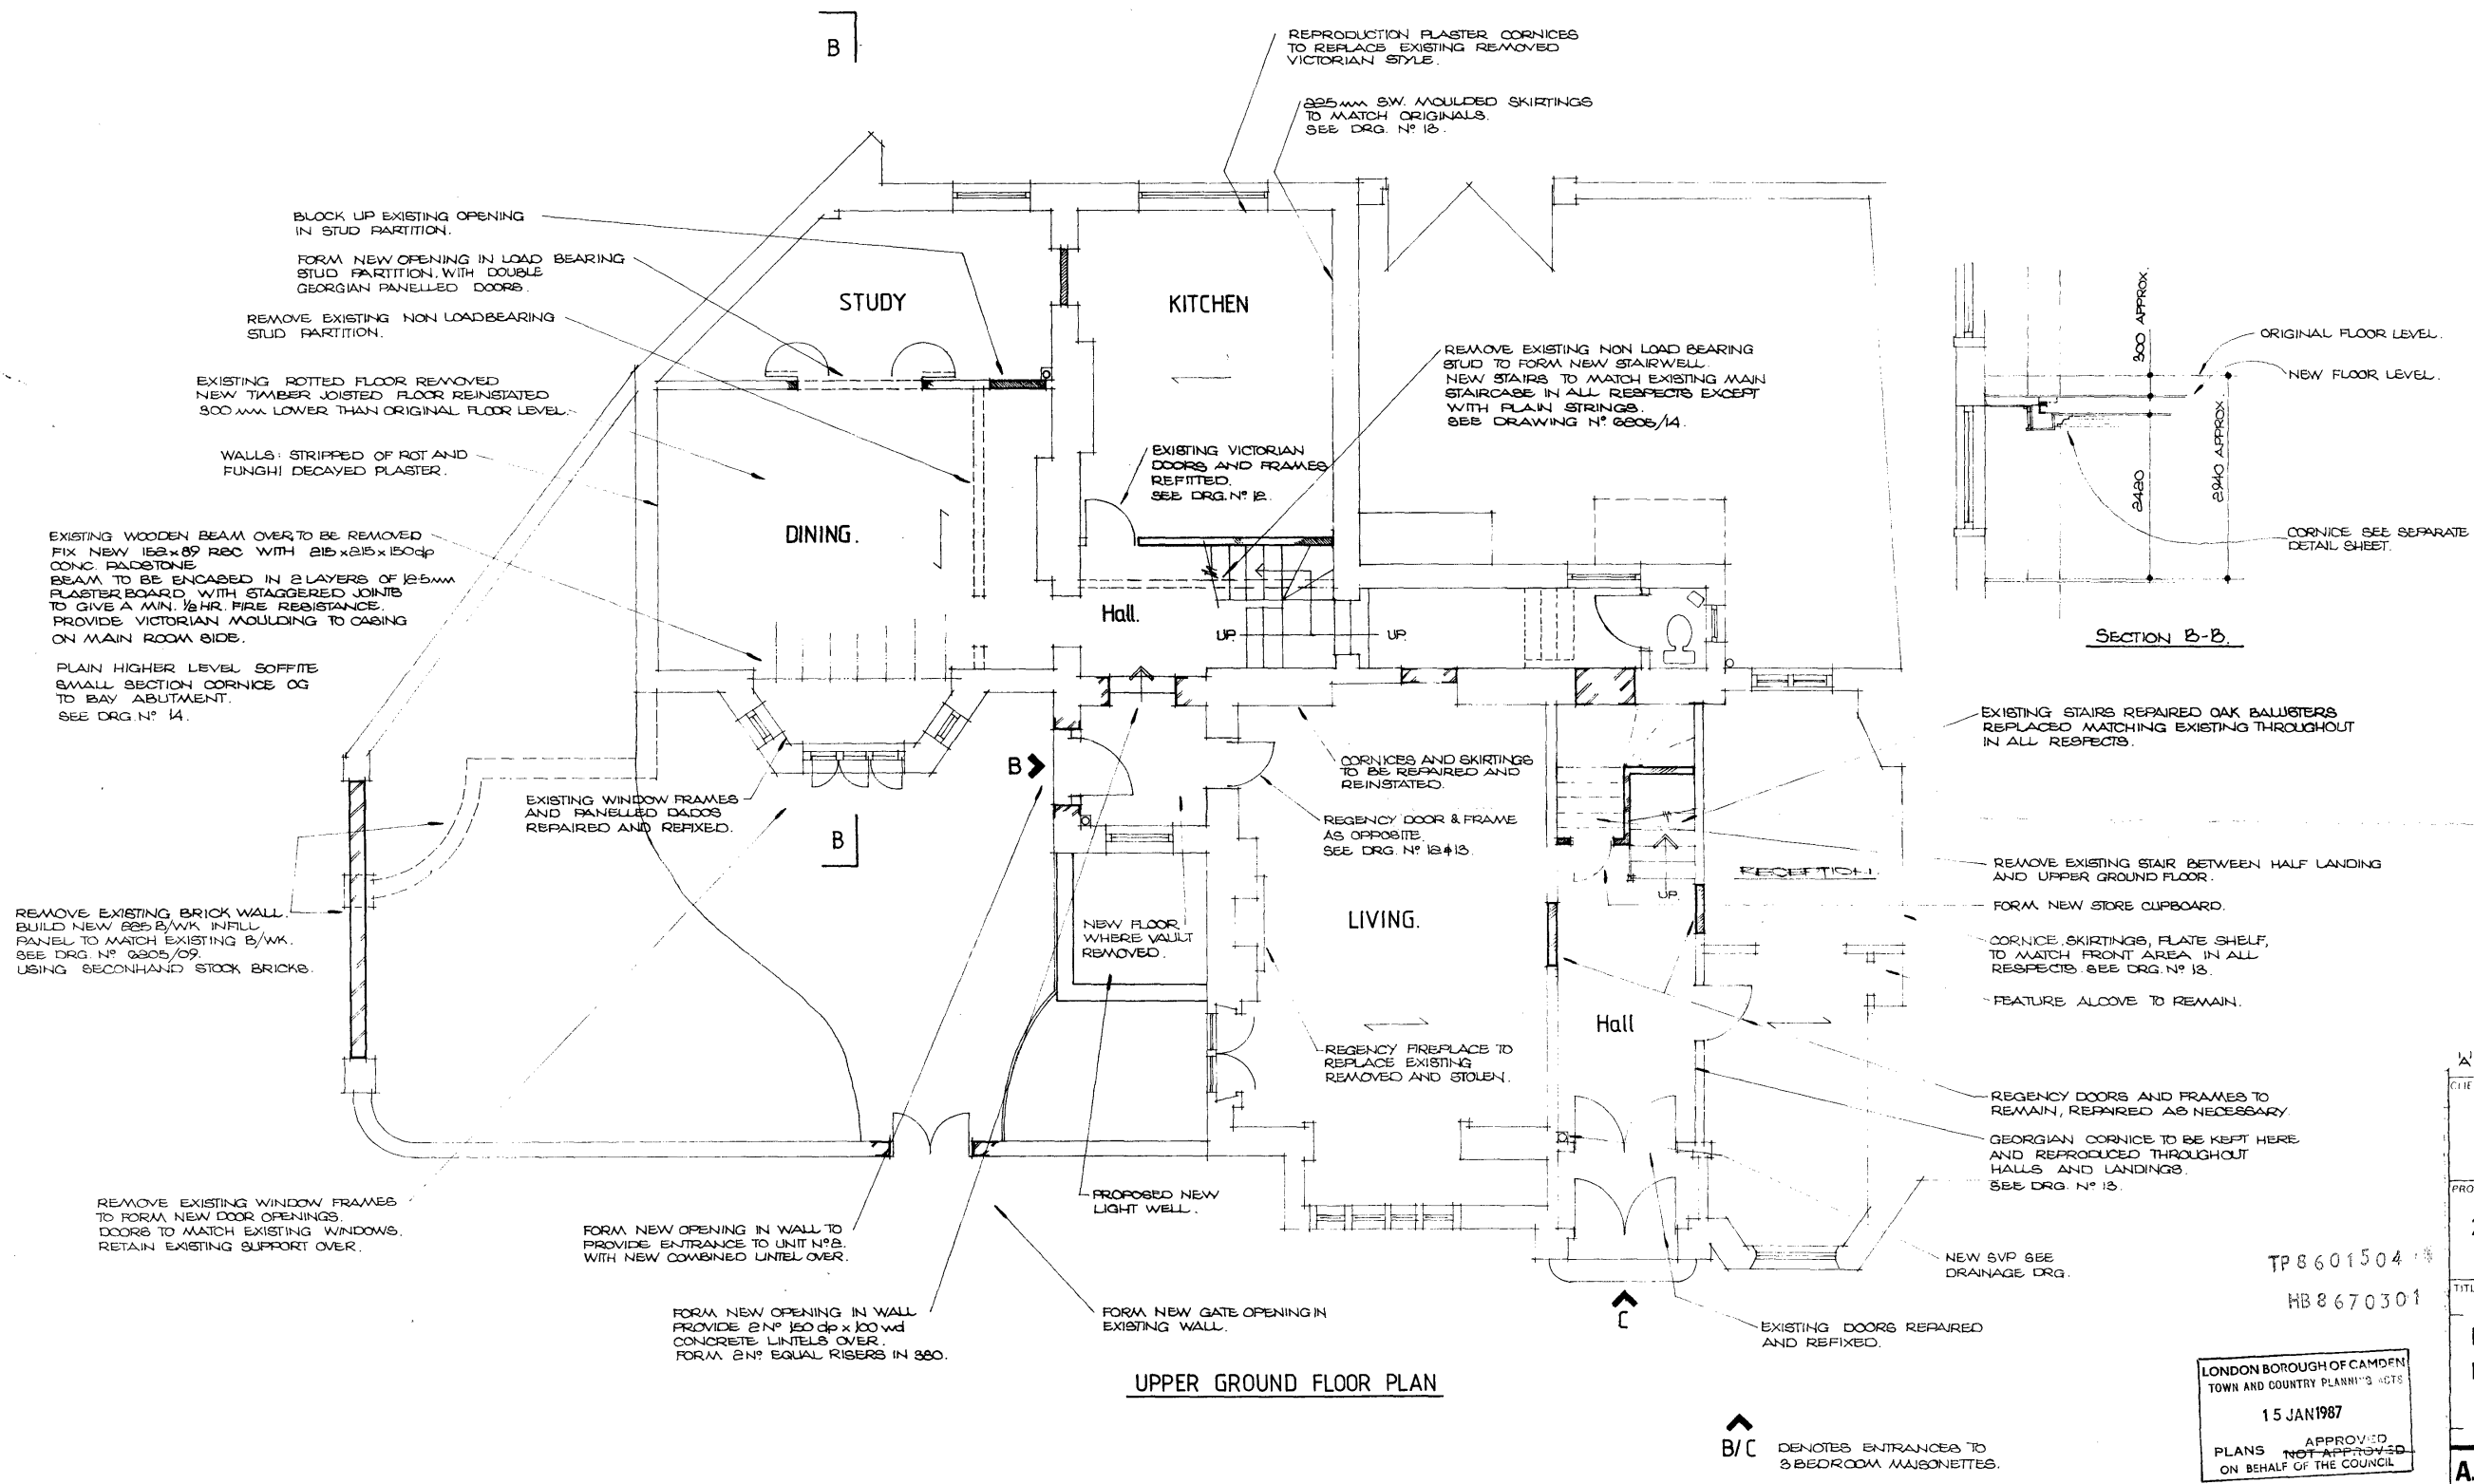 B
REPRODUCTION PLASTER CORNICES
TO REPLACE EXISTING REMOVED
VICTORIAN STYLE.
225mm S.W. MOULDED SKIRTINGS
TO MATCH ORIGINALS.
SEE DRG. Nº 13.
BLOCK UP EXISTING OPENING
IN STUD PARTITION.
FORM NEW OPENING IN LOAD BEARING
STUD PARTITION, WITH DOUBLE
GEORGIAN PANELLED DOORS.
REMOVE EXISTING NON LOADBEARING
STUD PARTITION.
EXISTING ROTTED FLOOR REMOVED
NEW TIMBER JOISTED FLOOR REINSTATED
300mm LOWER THAN ORIGINAL FLOOR LEVEL.
WALLS: STRIPPED OF ROT AND
FUNGHI DECAYED PLASTER.
EXISTING WOODEN BEAM OVER, TO BE REMOVED
FIX NEW 152x89 RSC WITH 215x215x150dp
CONC. PADSTONE
BEAM TO BE ENCASED IN 2 LAYERS OF 12.5mm
PLASTERBOARD WITH STAGGERED JOINTS
TO GIVE A MIN. ½HR. FIRE RESISTANCE.
PROVIDE VICTORIAN MOULDING TO CASING
ON MAIN ROOM SIDE.
PLAIN HIGHER LEVEL SOFFITE
SMALL SECTION CORNICE OG
TO BAY ABUTMENT.
SEE DRG. Nº 14.
STUDY
KITCHEN
DINING.
EXISTING VICTORIAN
DOORS AND FRAMES
REFITTED.
SEE DRG. Nº 12.
REMOVE EXISTING NON LOAD BEARING
STUD TO FORM NEW STAIRWELL.
NEW STAIRS TO MATCH EXISTING MAIN
STAIRCASE IN ALL RESPECTS EXCEPT
WITH PLAIN STRINGS.
SEE DRAWING Nº 6205/14.
Hall.
UP.
UP.
300 APPROX.
2420
2940 APPROX.
ORIGINAL FLOOR LEVEL.
NEW FLOOR LEVEL.
CORNICE SEE SEPARATE
DETAIL SHEET.
SECTION B-B.
EXISTING WINDOW FRAMES
AND PANELLED DADOS
REPAIRED AND REFIXED.
B
B
CORNICES AND SKIRTINGS
TO BE REPAIRED AND
REINSTATED.
REGENCY DOOR & FRAME
AS OPPOSITE.
SEE DRG. Nº 12&13.
EXISTING STAIRS REPAIRED OAK BALUSTERS
REPLACED MATCHING EXISTING THROUGHOUT
IN ALL RESPECTS.
REMOVE EXISTING STAIR BETWEEN HALF LANDING
AND UPPER GROUND FLOOR.
FORM NEW STORE CUPBOARD.
CORNICE, SKIRTINGS, PLATE SHELF,
TO MATCH FRONT AREA IN ALL
RESPECTS. SEE DRG. Nº 13.
FEATURE ALCOVE TO REMAIN.
RECEPTION.
UP.
LIVING.
Hall
NEW FLOOR
WHERE VAULT
REMOVED.
REMOVE EXISTING BRICK WALL.
BUILD NEW 225 B/WK INFILL
PANEL TO MATCH EXISTING B/WK.
SEE DRG. Nº 6205/09.
USING SECONHAND STOCK BRICKS.
REGENCY FIREPLACE TO
REPLACE EXISTING
REMOVED AND STOLEN.
REGENCY DOORS AND FRAMES TO
REMAIN, REPAIRED AS NECESSARY.
GEORGIAN CORNICE TO BE KEPT HERE
AND REPRODUCED THROUGHOUT
HALLS AND LANDINGS.
SEE DRG. Nº 13.
REMOVE EXISTING WINDOW FRAMES
TO FORM NEW DOOR OPENINGS.
DOORS TO MATCH EXISTING WINDOWS.
RETAIN EXISTING SUPPORT OVER.
FORM NEW OPENING IN WALL TO
PROVIDE ENTRANCE TO UNIT Nº 2.
WITH NEW COMBINED LINTEL OVER.
PROPOSED NEW
LIGHT WELL.
FORM NEW OPENING IN WALL
PROVIDE 2Nº 150 dp x 100 wd
CONCRETE LINTELS OVER.
FORM 2Nº EQUAL RISERS IN 380.
FORM NEW GATE OPENING IN
EXISTING WALL.
NEW SVP SEE
DRAINAGE DRG.
C
EXISTING DOORS REPAIRED
AND REFIXED.
UPPER GROUND FLOOR PLAN
B/C DENOTES ENTRANCES TO
3 BEDROOM MAISONETTES.
TP8601504
HB8670301
LONDON BOROUGH OF CAMDEN
TOWN AND COUNTRY PLANNING ACTS
15 JAN 1987
APPROVED
PLANS NOT APPROVED
ON BEHALF OF THE COUNCIL